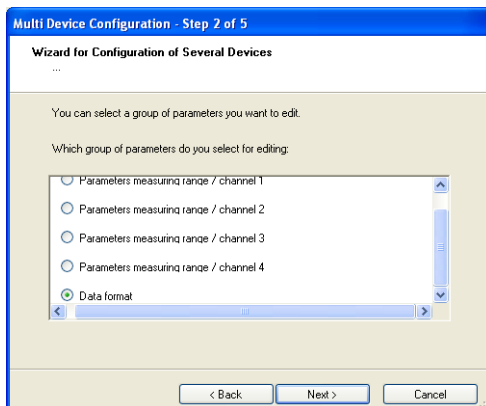 Multi Device Configuration - Step 2 of 5
Wizard for Configuration of Several Devices
...
You can select a group of parameters you want to edit.
Which group of parameters do you select for editing:
Parameters measuring range / channel 1
Parameters measuring range / channel 2
Parameters measuring range / channel 3
Parameters measuring range / channel 4
Data format
< Back
Next >
Cancel